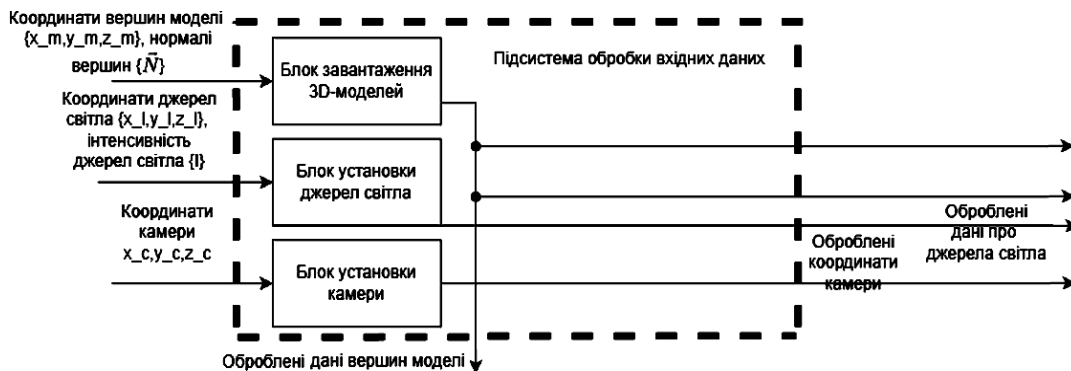 Координати вершин моделі
{x_m,y_m,z_m}, нормалі
вершин {N⃗}
Координати джерел
світла {x_l,y_l,z_l},
інтенсивність
джерел світла {I}
Координати
камери
x_c,y_c,z_c
Блок завантаження
3D-моделей
Підсистема обробки вхідних даних
Блок установки
джерел світла
Блок установки
камери
Оброблені
координати
камери
Оброблені
дані про
джерела світла
Оброблені дані вершин моделі